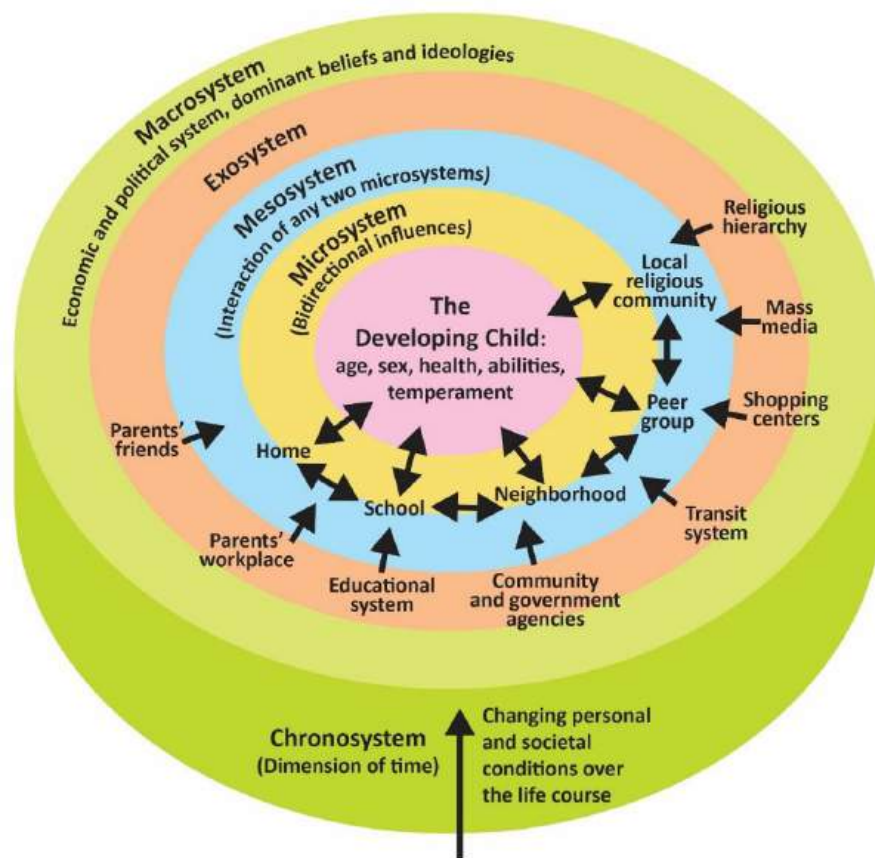 Macrosystem
Economic and political system, dominant beliefs and ideologies
Exosystem
Mesosystem
(Interaction of any two microsystems)
Microsystem
(Bidirectional influences)
The
Developing Child:
age, sex, health, abilities,
temperament
Religious
hierarchy
Local
religious
community
Mass
media
Shopping
centers
Peer
group
Transit
system
Neighborhood
School
Home
Parents'
friends
Parents'
workplace
Educational
system
Community
and government
agencies
Chronosystem
(Dimension of time)
Changing personal
and societal
conditions over
the life course